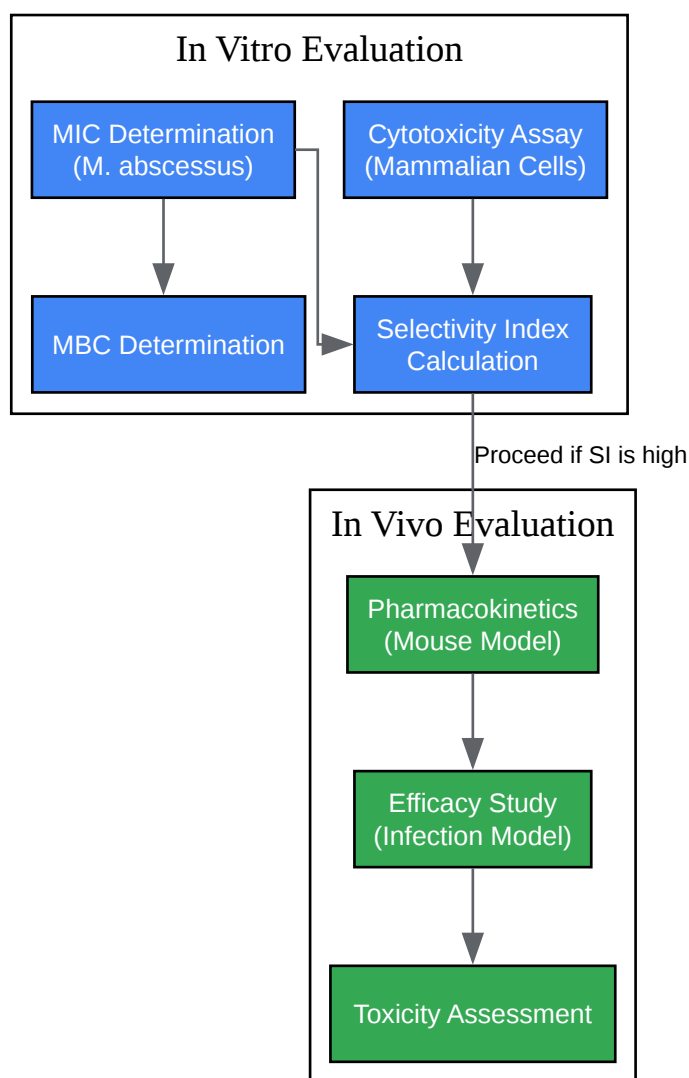 In Vitro Evaluation
MIC Determination
(M. abscessus)
Cytotoxicity Assay
(Mammalian Cells)
MBC Determination
Selectivity Index
Calculation
Proceed if SI is high
In Vivo Evaluation
Pharmacokinetics
(Mouse Model)
Efficacy Study
(Infection Model)
Toxicity Assessment